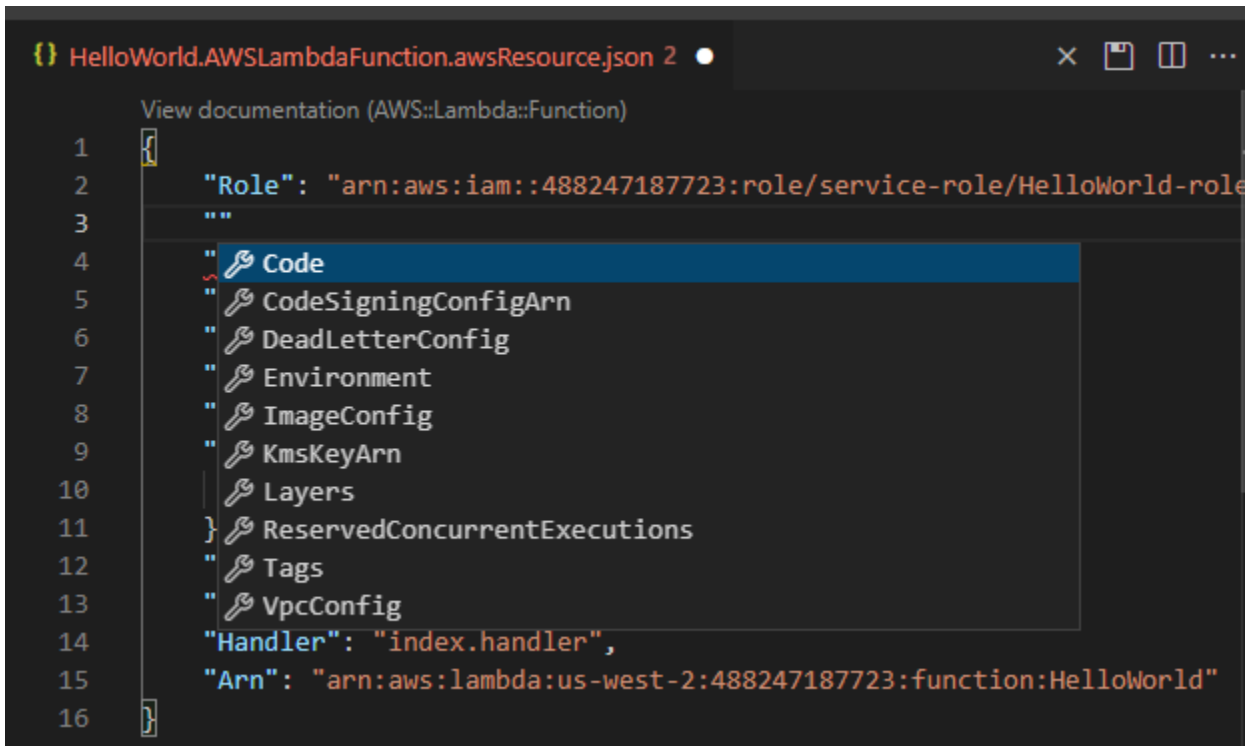 {} HelloWorld.AWSLambdaFunction.awsResource.json 2
View documentation (AWS::Lambda::Function)
1 {
2 "Role": "arn:aws:iam::488247187723:role/service-role/HelloWorld-role
3 ""
4 " Code
5 " CodeSigningConfigArn
6 " DeadLetterConfig
7 " Environment
8 " ImageConfig
9 " KmsKeyArn
10 Layers
11 } ReservedConcurrentExecutions
12 " Tags
13 " VpcConfig
14 "Handler": "index.handler",
15 "Arn": "arn:aws:lambda:us-west-2:488247187723:function:HelloWorld"
16 }